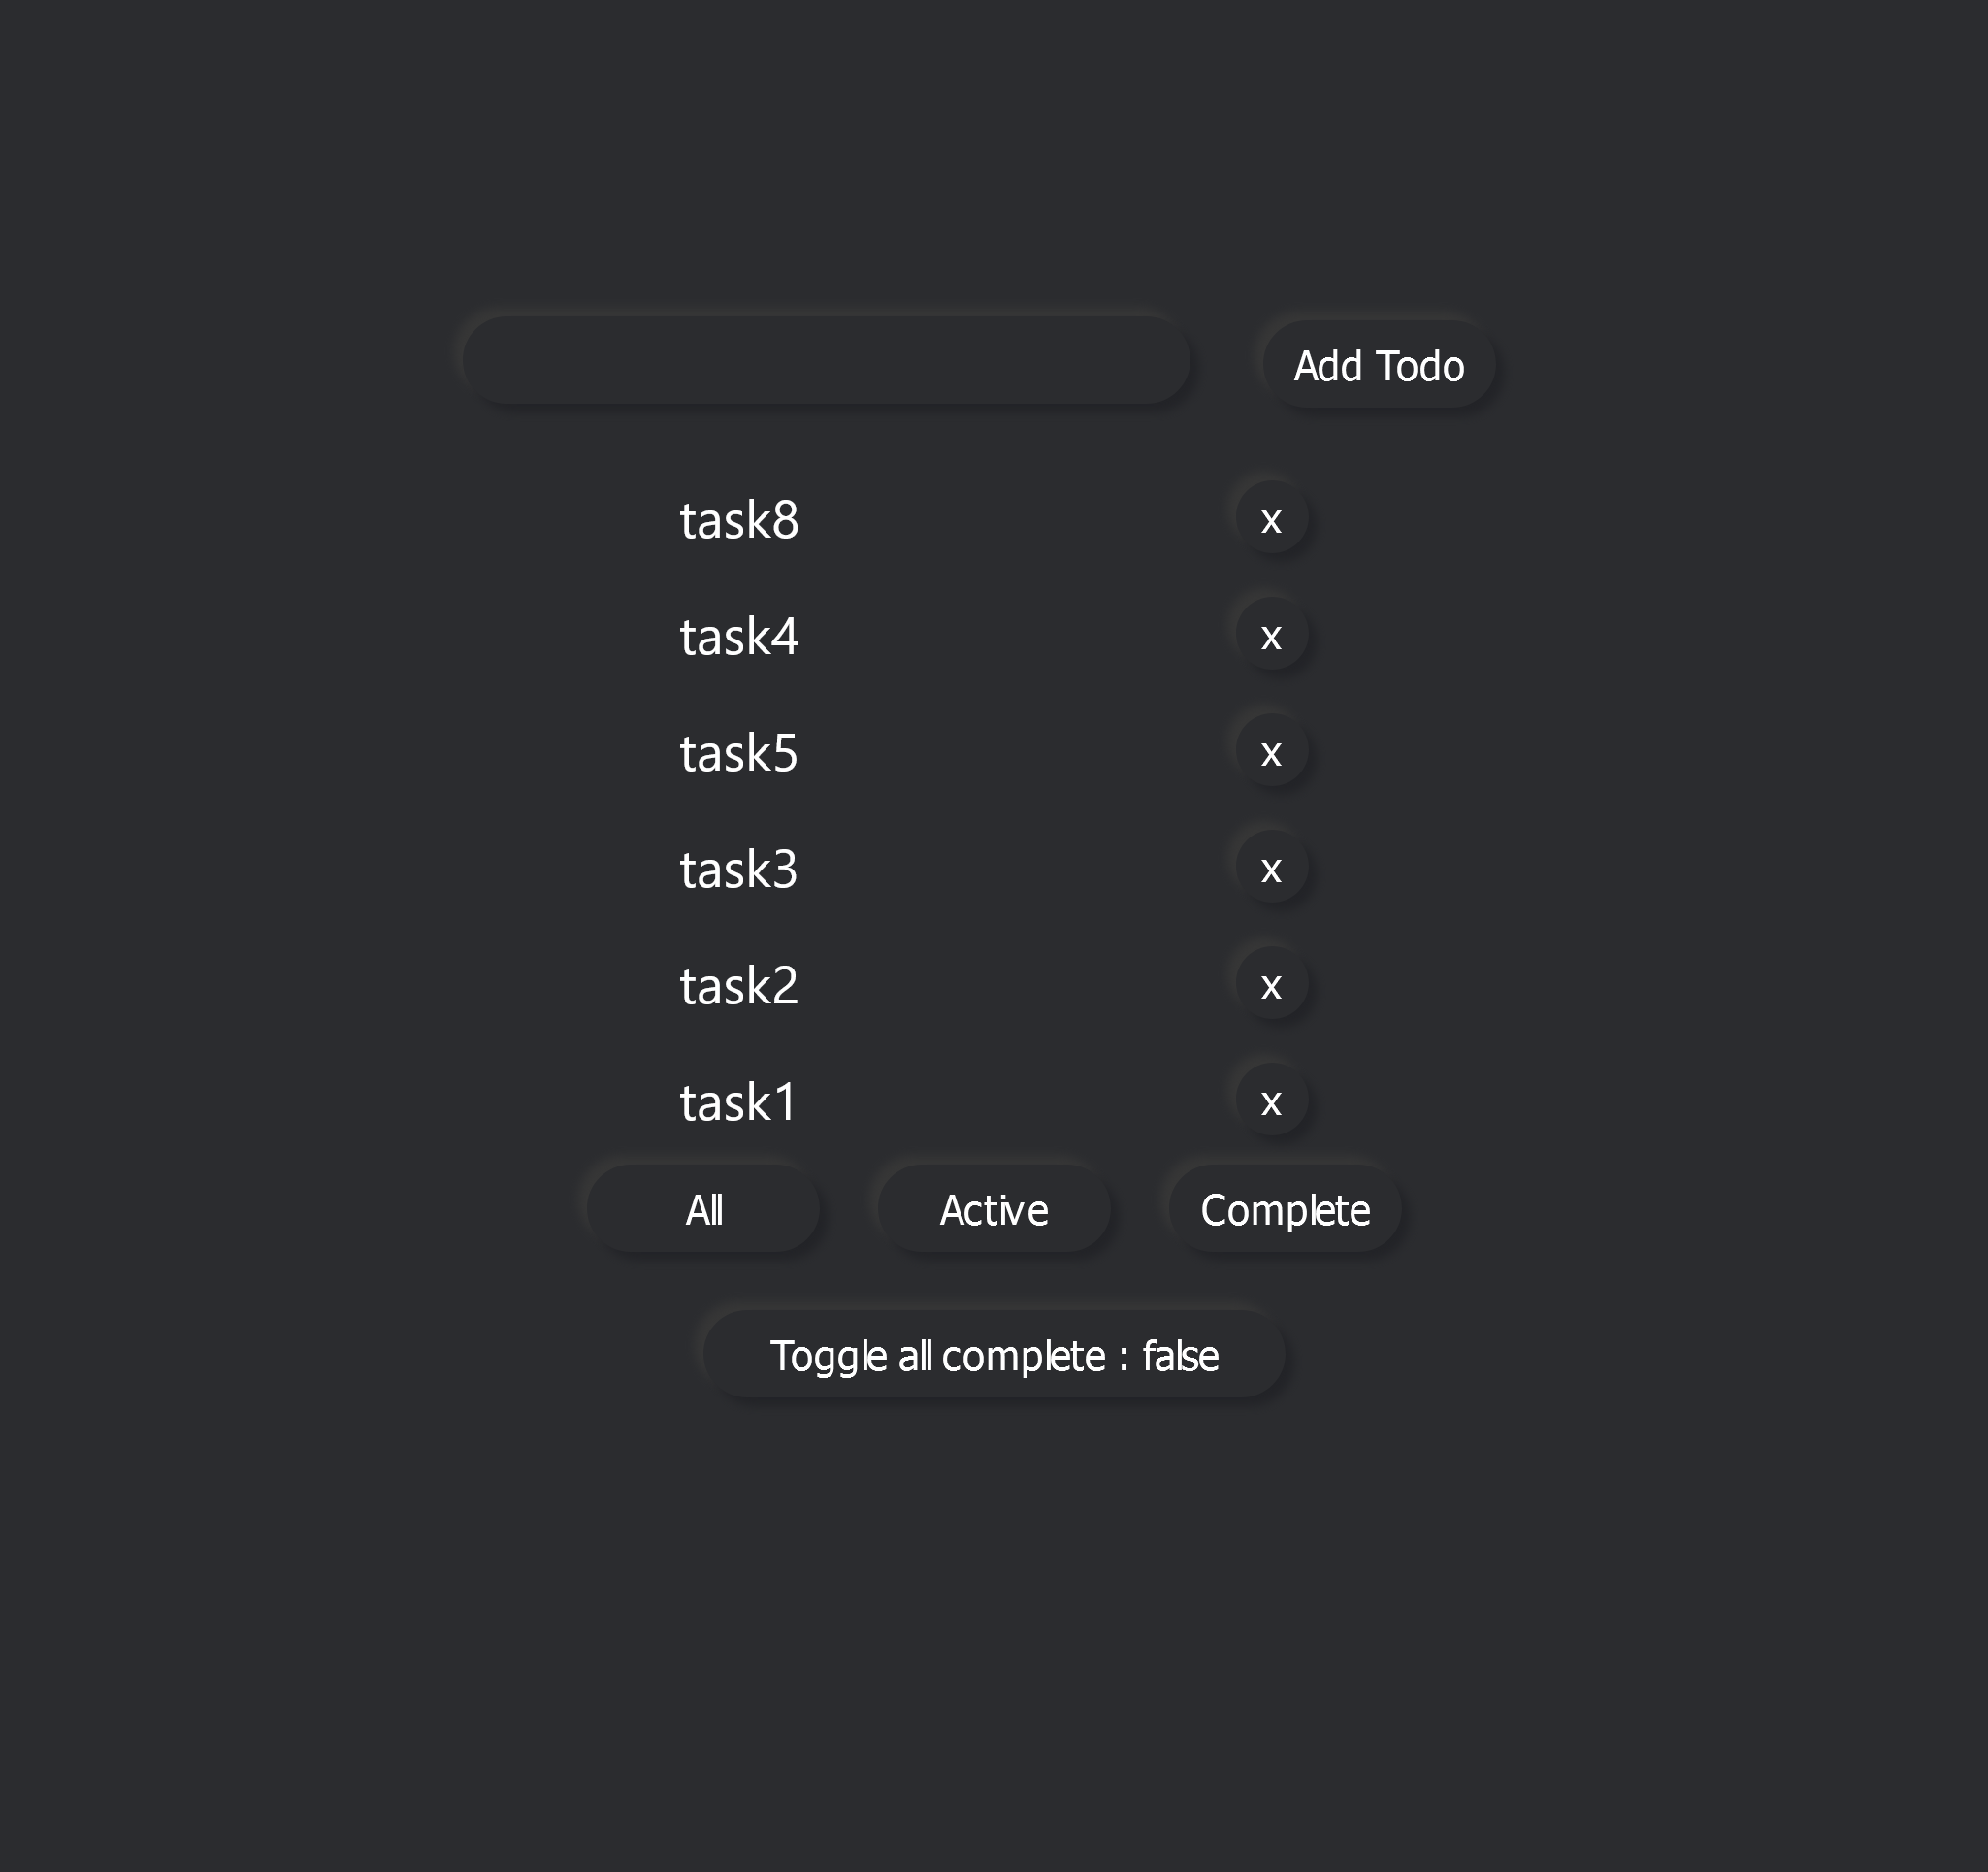 Add Todo
task8 x
task4 x
task5 x
task3 x
task2 x
task1 x
All Active Complete
Toggle all complete : false